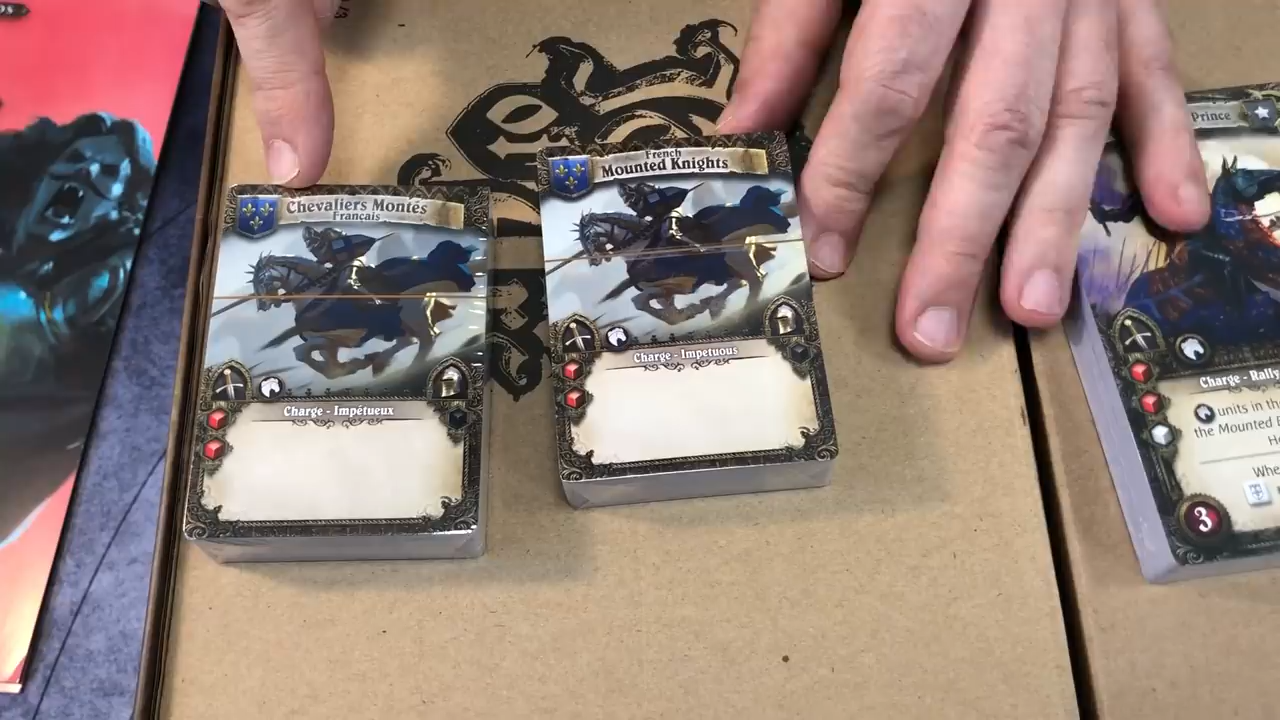 Chevaliers Montés
Français
Charge - Impétueux
French
Mounted Knights
Charge - Impetuous
Prince
Charge - Rally
units in th
the Mounted
H
Whe
3